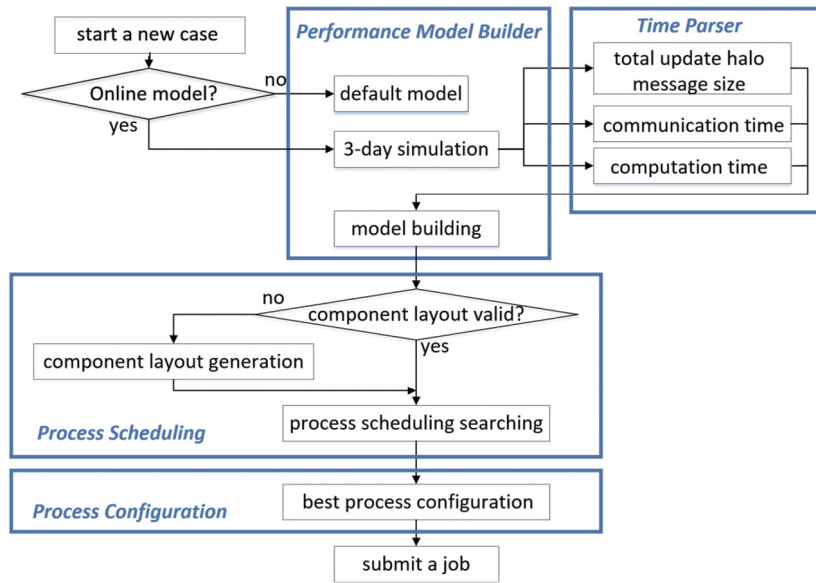 start a new case
Performance Model Builder
Time Parser
Online model?
no
default model
total update halo
message size
yes
3-day simulation
communication time
computation time
model building
no
component layout valid?
component layout generation
yes
process scheduling searching
Process Scheduling
best process configuration
Process Configuration
submit a job